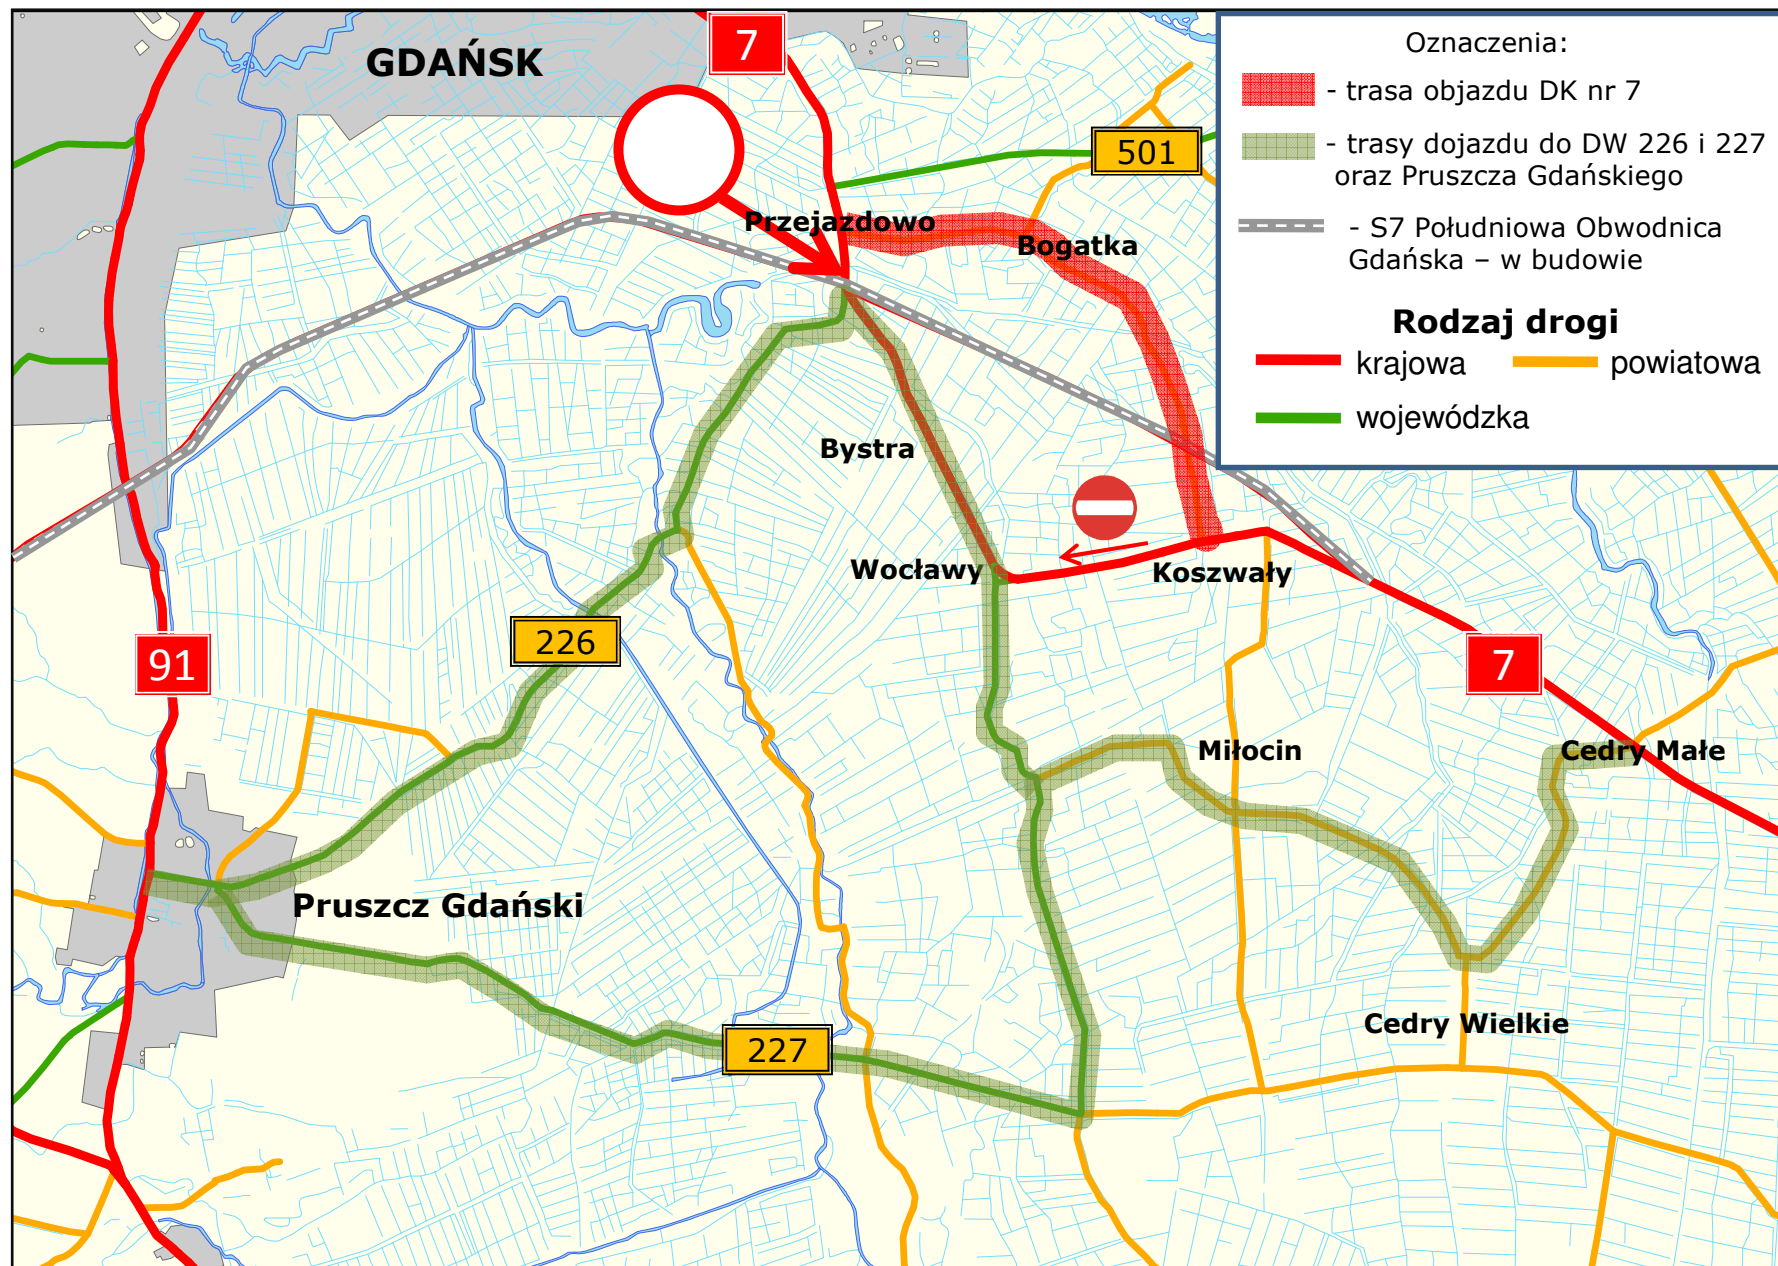 GDAŃSK
7
501
Przejazdowo
Bogatka
Bystra
Wocławy
Koszwały
226
91
7
Miłocin
Cedry Małe
Pruszcz Gdański
Cedry Wielkie
227
Oznaczenia:
- trasa objazdu DK nr 7
- trasy dojazdu do DW 226 i 227
oraz Pruszcza Gdańskiego
- S7 Południowa Obwodnica
Gdańska – w budowie
Rodzaj drogi
krajowa
powiatowa
wojewódzka